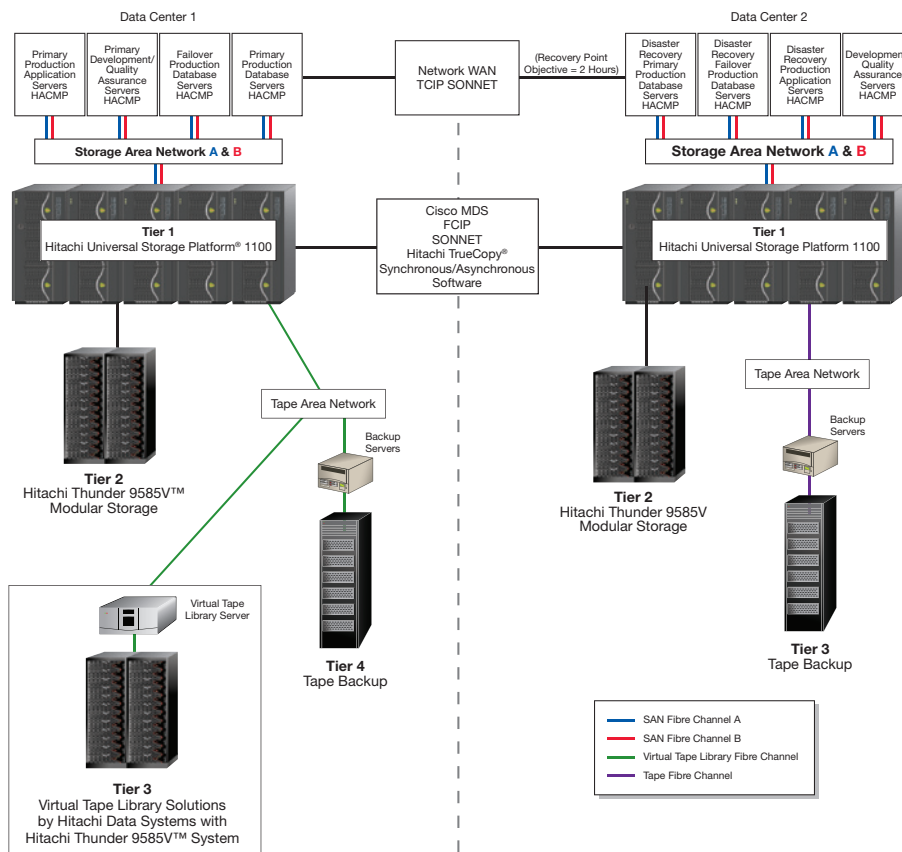 Data Center 1
Data Center 2
Primary
Production
Application
Servers
HACMP
Primary
Development/
Quality
Assurance
Servers
HACMP
Failover
Production
Database
Servers
HACMP
Primary
Production
Database
Servers
HACMP
Network WAN
TCIP SONNET
(Recovery Point
Objective = 2 Hours)
Disaster
Recovery
Primary
Production
Database
Servers
HACMP
Disaster
Recovery
Failover
Production
Database
Servers
HACMP
Disaster
Recovery
Production
Application
Servers
HACMP
Development/
Quality
Assurance
Servers
HACMP
Storage Area Network A & B
Storage Area Network A & B
Tier 1
Hitachi Universal Storage Platform® 1100
Cisco MDS
FCIP
SONNET
Hitachi TrueCopy®
Synchronous/Asynchronous
Software
Tier 1
Hitachi Universal Storage Platform 1100
Tape Area Network
Tape Area Network
Backup
Servers
Backup
Servers
Tier 2
Hitachi Thunder 9585V™
Modular Storage
Tier 2
Hitachi Thunder 9585V
Modular Storage
Virtual Tape
Library Server
Tier 4
Tape Backup
Tier 3
Tape Backup
Tier 3
Virtual Tape Library Solutions
by Hitachi Data Systems with
Hitachi Thunder 9585V™ System
SAN Fibre Channel A
SAN Fibre Channel B
Virtual Tape Library Fibre Channel
Tape Fibre Channel